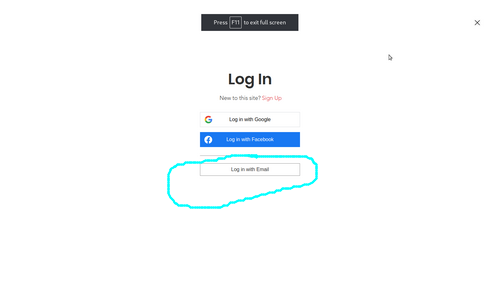 Press F11 to exit full screen
Log In
New to this site? Sign Up
Log in with Google
Log in with Facebook
Log in with Email